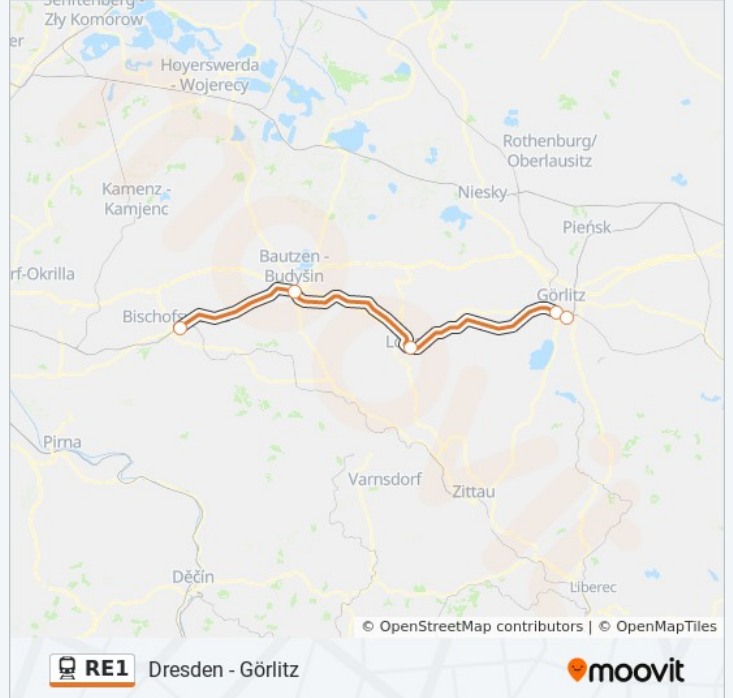 Senftenberg -
Zły Komorow
er
Hoyerswerda
- Wojerecy
Rothenburg/
Oberlausitz
Kamenz -
Kamjenc
Niesky
Pieńsk
Bautzen -
Budyšin
rf-Okrilla
Görlitz
Bischofs
Lö
Pirna
Varnsdorf
Zittau
Děčín
Liberec
© OpenStreetMap contributors | © OpenMapTiles
RE1 Dresden - Görlitz
moovit